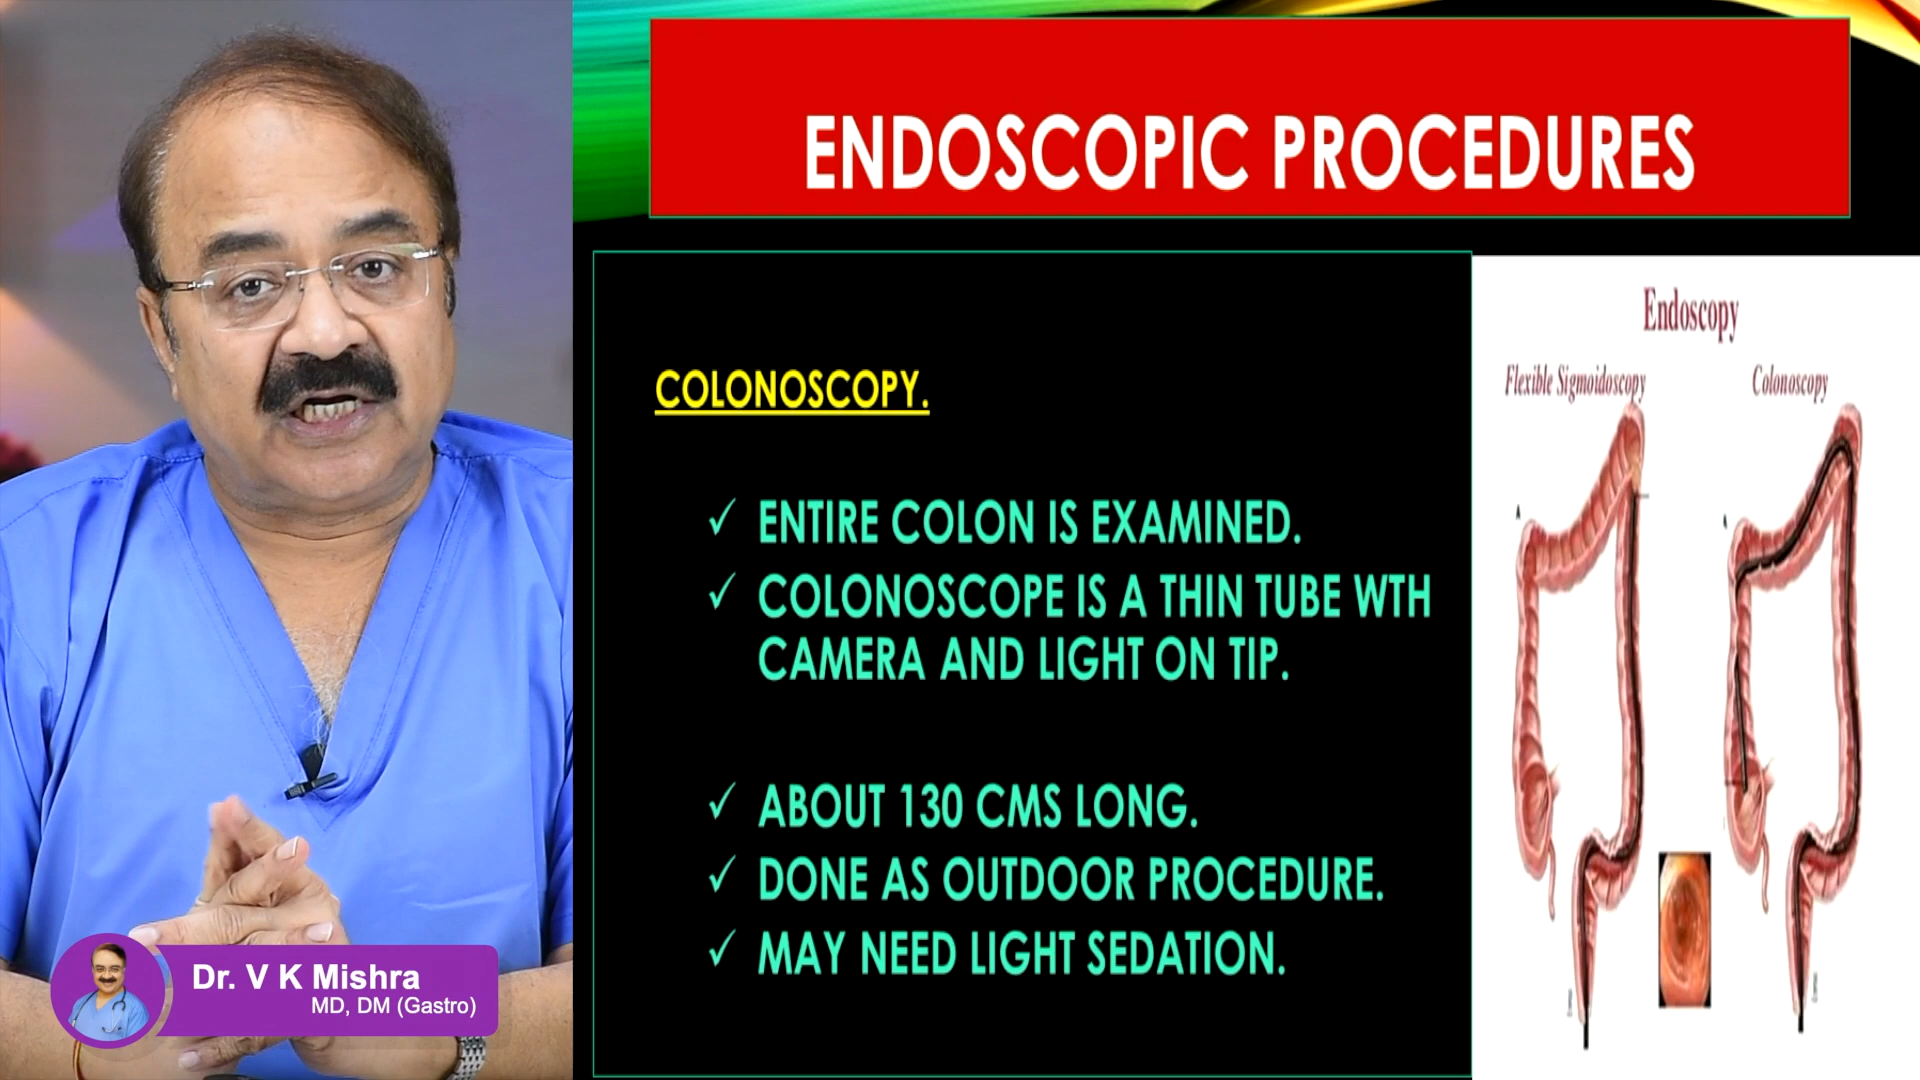 ENDOSCOPIC PROCEDURES
COLONOSCOPY.
✓ ENTIRE COLON IS EXAMINED.
✓ COLONOSCOPE IS A THIN TUBE WTH
CAMERA AND LIGHT ON TIP.
✓ ABOUT 130 CMS LONG.
✓ DONE AS OUTDOOR PROCEDURE.
✓ MAY NEED LIGHT SEDATION.
Endoscopy
Flexible Sigmoidoscopy
Colonoscopy
A
Dr. V K Mishra
MD, DM (Gastro)